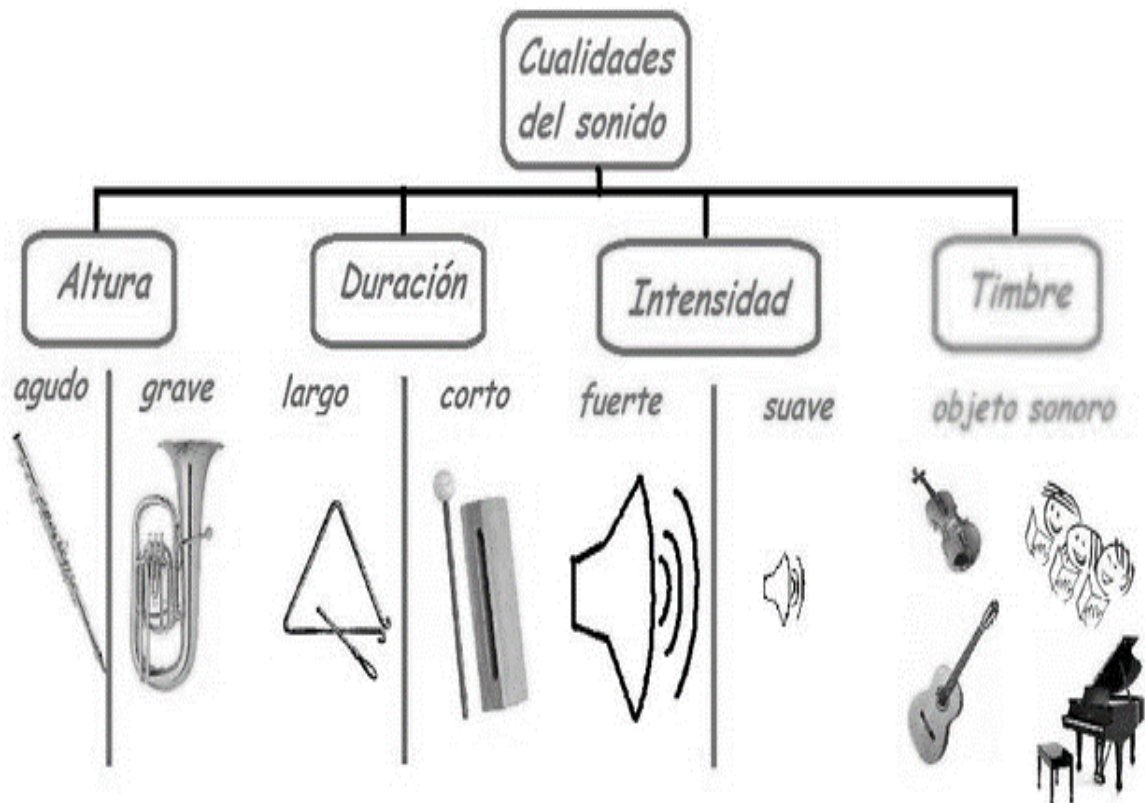 Cualidades
del sonido
Altura
Duración
Intensidad
Timbre
agudo
grave
largo
corto
fuerte
suave
objeto sonoro